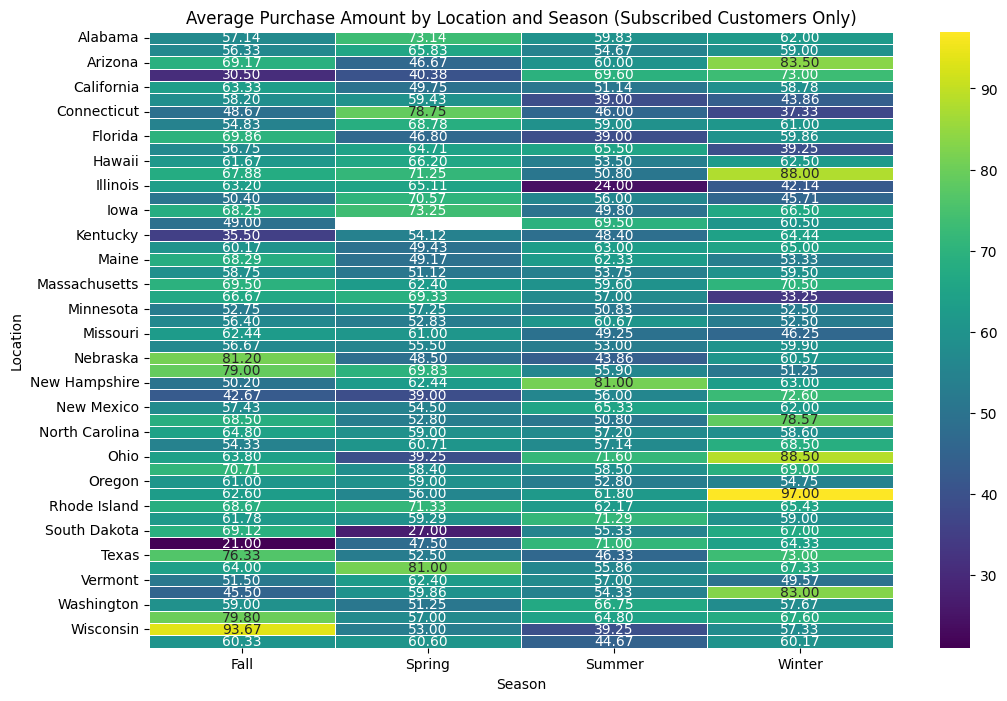 Average Purchase Amount by Location and Season (Subscribed Customers Only)
Alabama 57.14 73.14 59.83 62.00
56.33 65.83 54.67 59.00
Arizona 69.17 46.67 60.00 83.50
30.50 40.38 69.60 73.00
California 63.33 49.75 51.14 58.78
58.20 59.43 39.00 43.86
Connecticut 48.67 78.75 46.00 37.33
54.83 68.78 59.00 61.00
Florida 69.86 46.80 39.00 59.86
56.75 64.71 65.50 39.25
Hawaii 61.67 66.20 53.50 62.50
67.88 71.25 50.80 88.00
Illinois 63.20 65.11 24.00 42.14
50.40 70.57 56.00 45.71
Iowa 68.25 73.25 49.80 66.50
49.00 69.50 60.50
Kentucky 35.50 54.12 48.40 64.44
60.17 49.43 63.00 65.00
Maine 68.29 49.17 62.33 53.33
58.75 51.12 53.75 59.50
Massachusetts 69.50 62.40 59.60 70.50
66.67 69.33 57.00 33.25
Minnesota 52.75 57.25 50.83 52.50
56.40 52.83 60.67 52.50
Missouri 62.44 61.00 49.25 46.25
56.67 55.50 53.00 59.90
Nebraska 81.20 48.50 43.86 60.57
79.00 69.83 55.90 51.25
New Hampshire 50.20 62.44 81.00 63.00
42.67 39.00 56.00 72.60
New Mexico 57.43 54.50 65.33 62.00
68.50 52.80 50.80 78.57
North Carolina 64.80 59.00 57.20 58.60
54.33 60.71 57.14 68.50
Ohio 63.80 39.25 71.60 88.50
70.71 58.40 58.50 69.00
Oregon 61.00 59.00 52.80 54.75
62.60 56.00 61.80 97.00
Rhode Island 68.67 71.33 62.17 65.43
61.78 59.29 71.29 59.00
South Dakota 69.12 27.00 55.33 67.00
21.00 47.50 71.00 64.33
Texas 76.33 52.50 46.33 73.00
64.00 81.00 55.86 67.33
Vermont 51.50 62.40 57.00 49.57
45.50 59.86 54.33 83.00
Washington 59.00 51.25 66.75 57.67
79.80 57.00 64.80 67.60
Wisconsin 93.67 53.00 39.25 57.33
60.33 60.60 44.67 60.17
Fall Spring Summer Winter
Season
Location
90
80
70
60
50
40
30